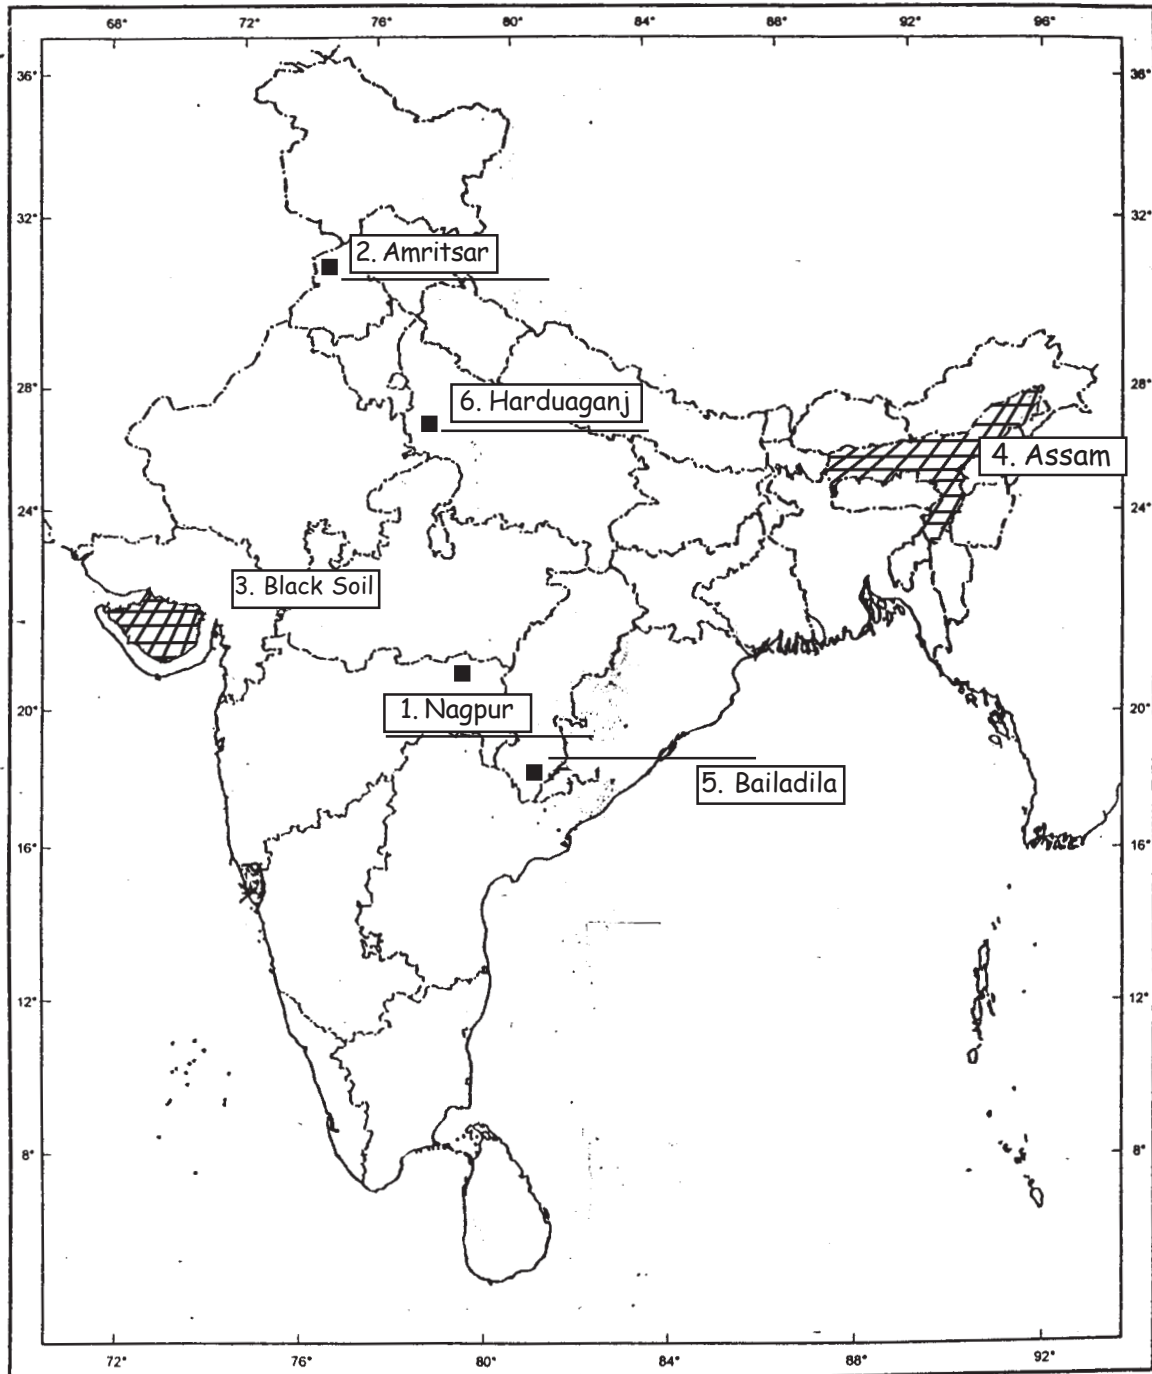 68° 72° 76° 80° 84° 88° 92° 96°
36° 36°
32° 32°
2. Amritsar
28° 28°
6. Harduaganj
4. Assam
24° 24°
3. Black Soil
20° 20°
1. Nagpur
5. Bailadila
16° 16°
12° 12°
8° 8°
72° 76° 80° 84° 88° 92°